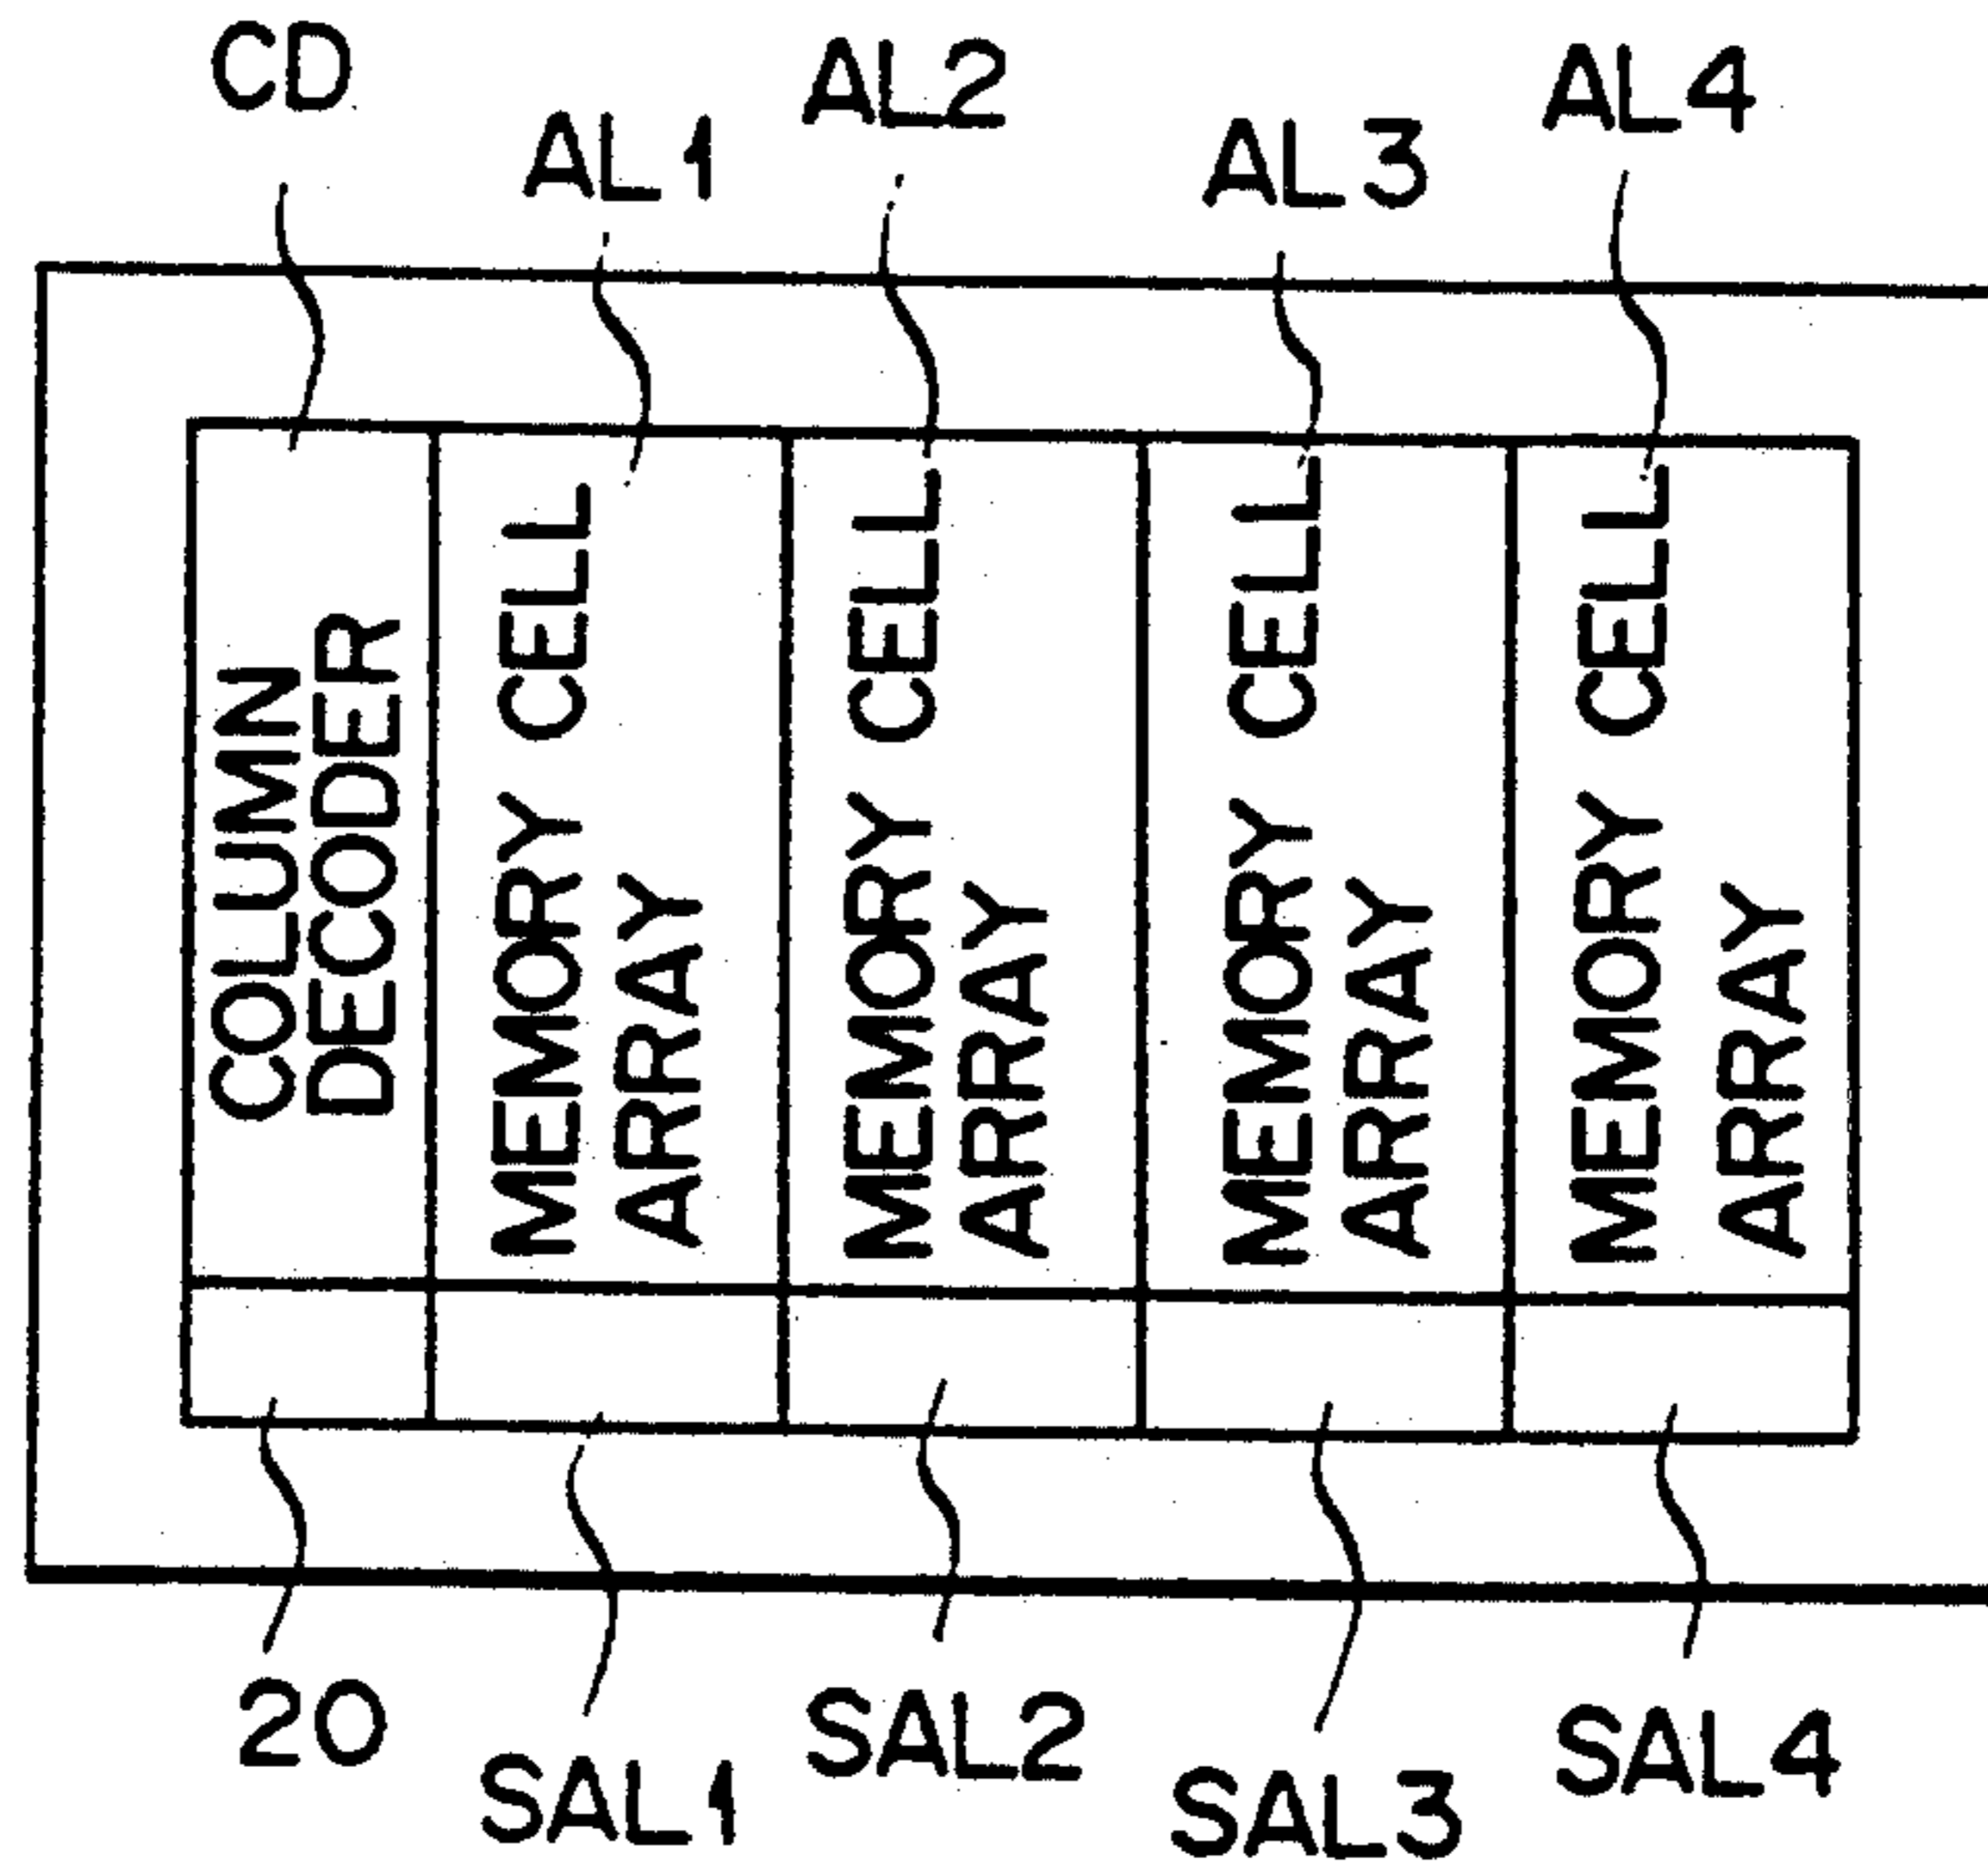 CD
AL1
AL2
AL3
AL4
COLUMN
DECODER
MEMORY CELL
ARRAY
MEMORY CELL
ARRAY
MEMORY CELL
ARRAY
MEMORY CELL
ARRAY
20
SAL1
SAL2
SAL3
SAL4